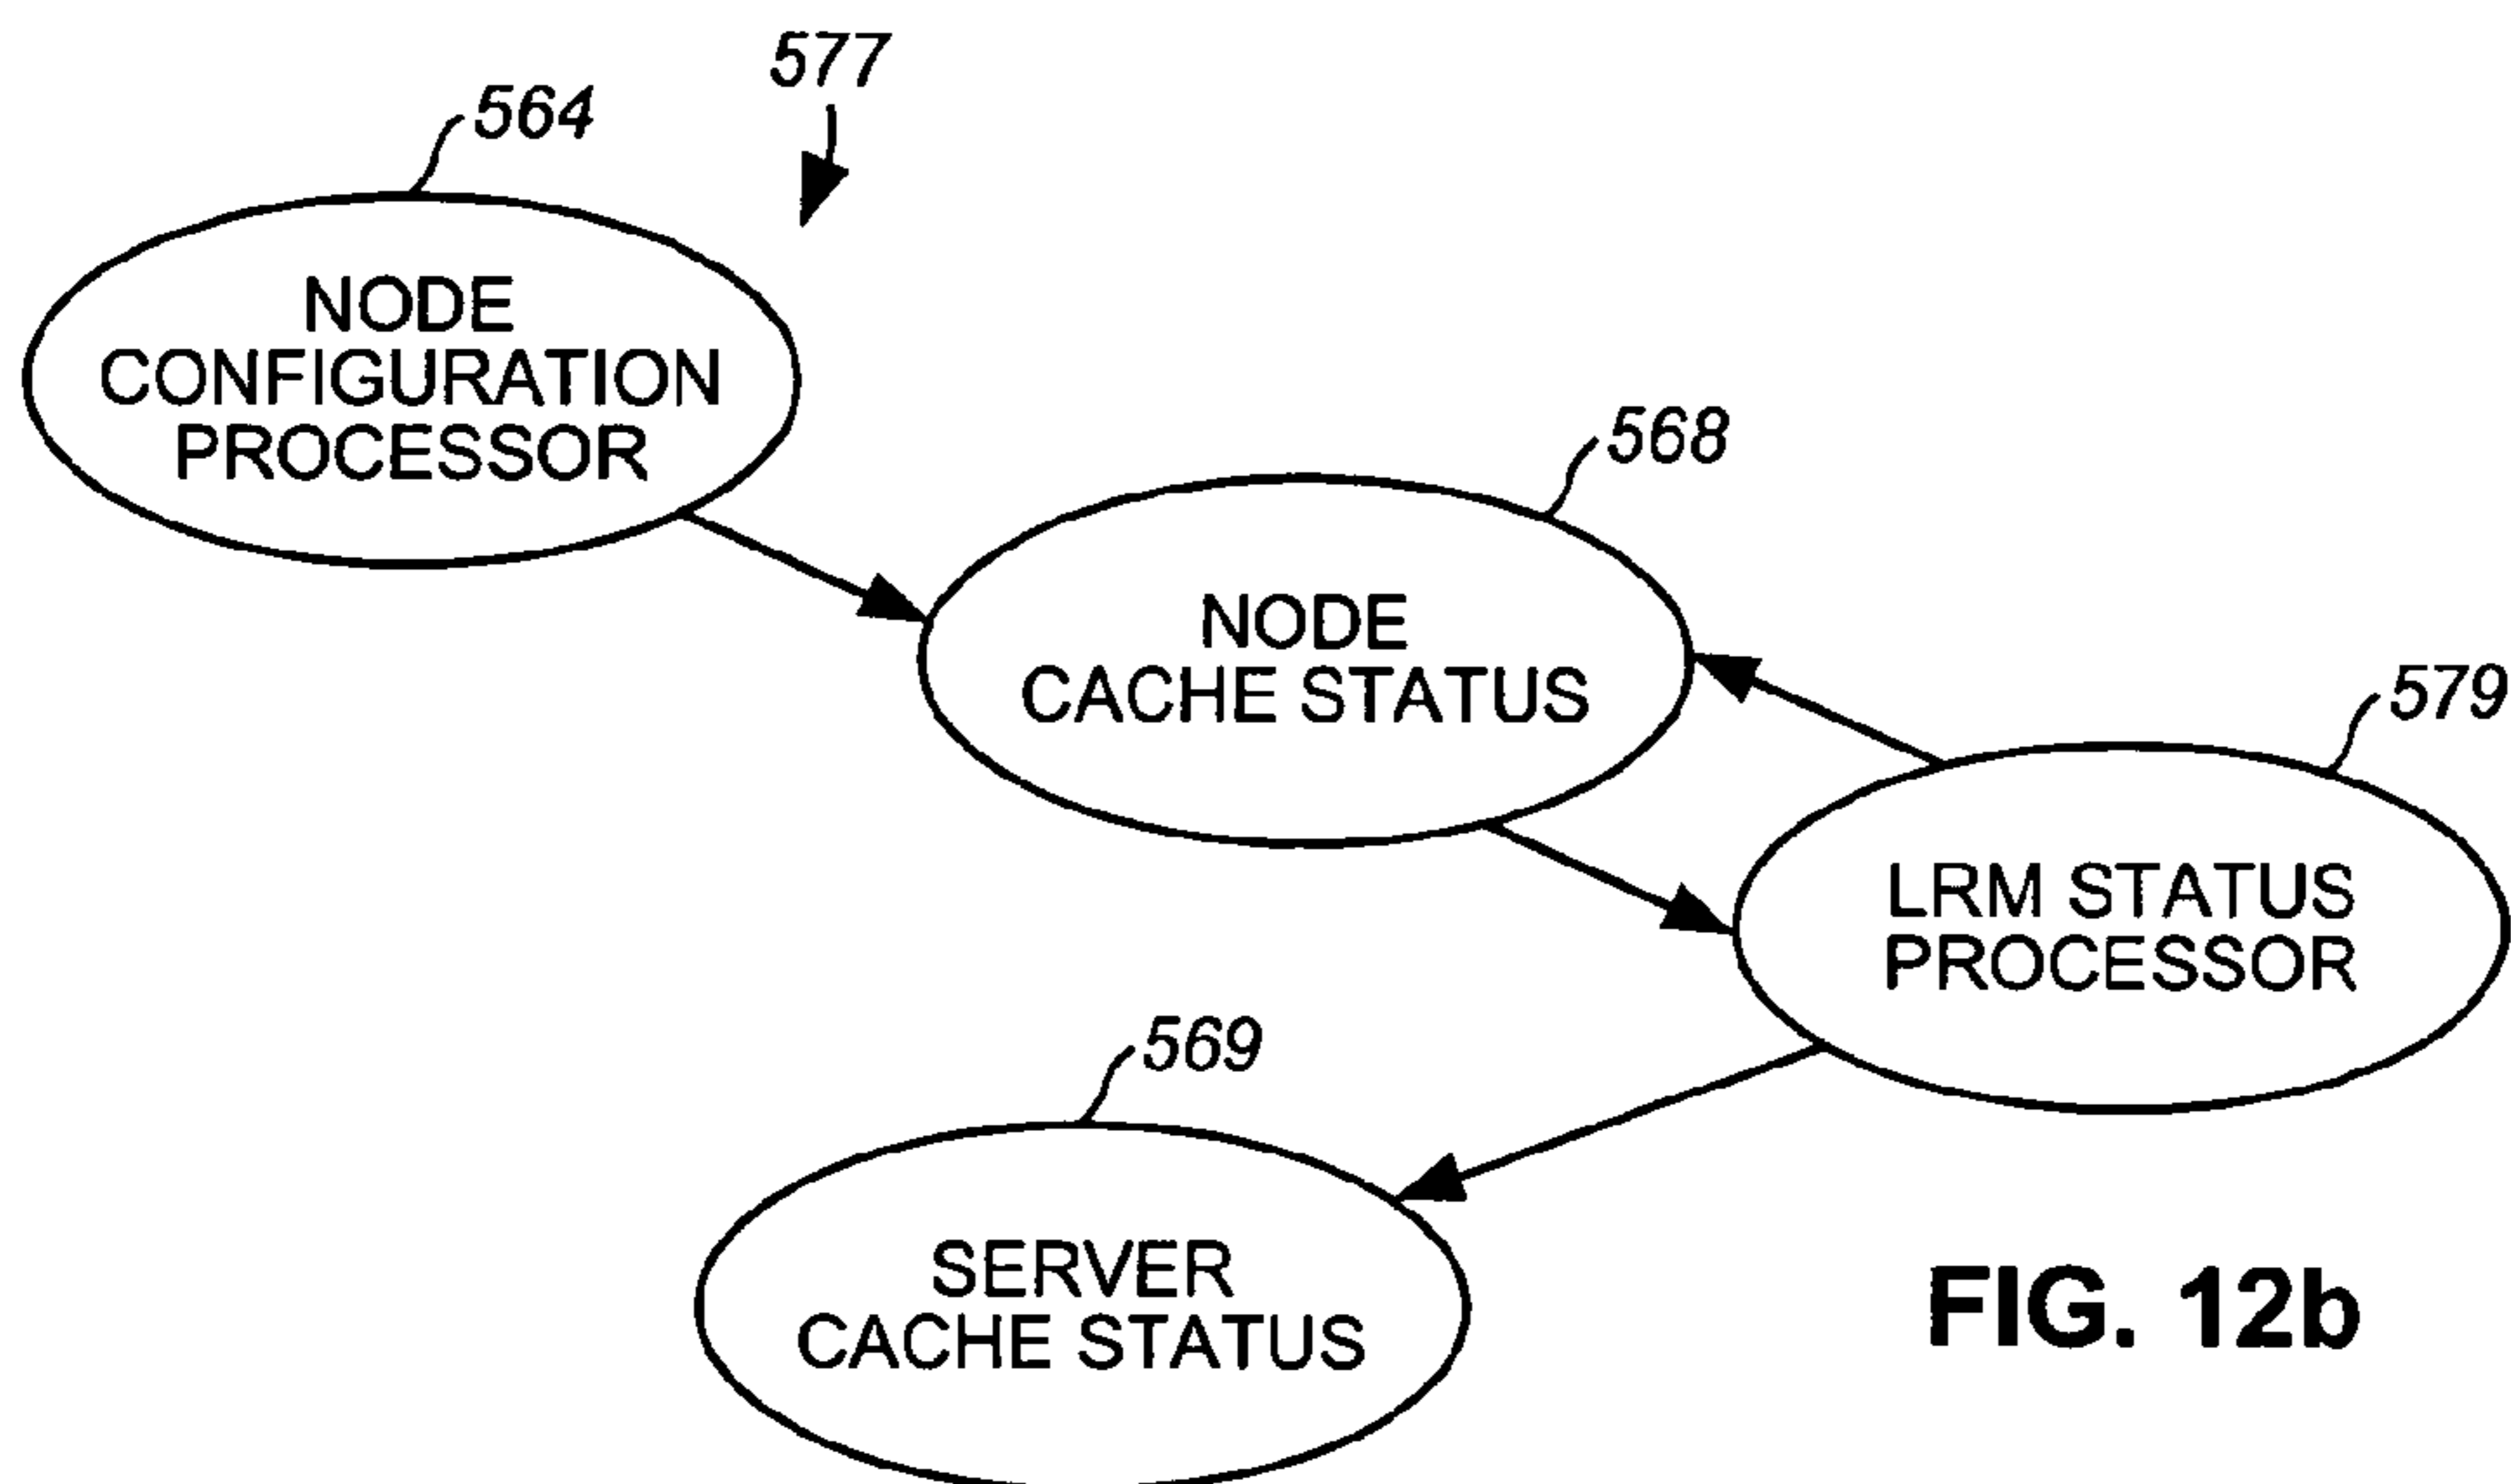 577
564
NODE
CONFIGURATION
PROCESSOR
568
NODE
CACHE STATUS
579
LRM STATUS
PROCESSOR
569
SERVER
CACHE STATUS
FIG. 12b